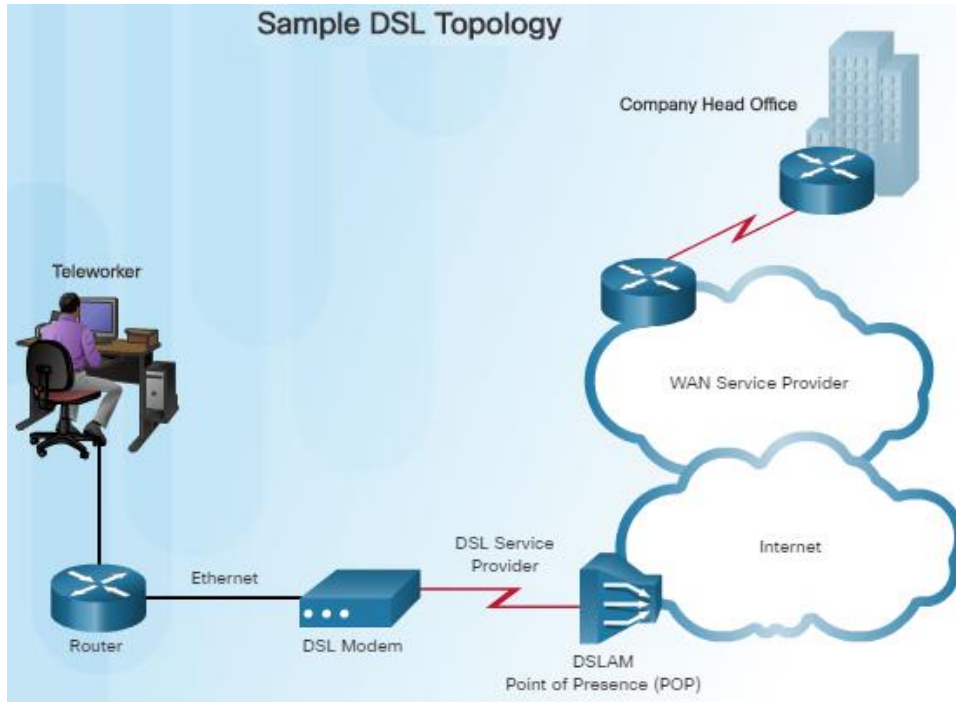 Sample DSL Topology
Company Head Office
Teleworker
WAN Service Provider
Internet
DSL Service
Provider
Ethernet
Router
DSL Modem
DSLAM
Point of Presence (POP)